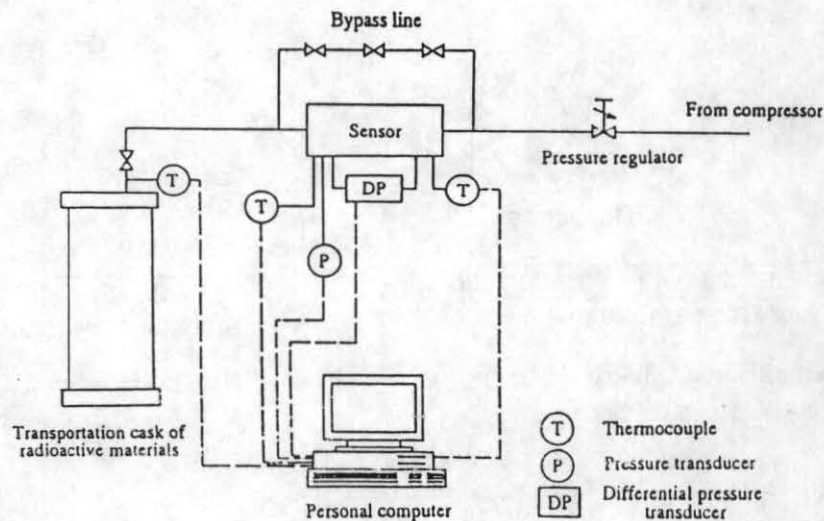 Bypass line
Sensor
From compressor
Pressure regulator
T
DP
T
T
P
Transportation cask of
radioactive materials
Personal computer
T Thermocouple
P Pressure transducer
DP Differential pressure
transducer